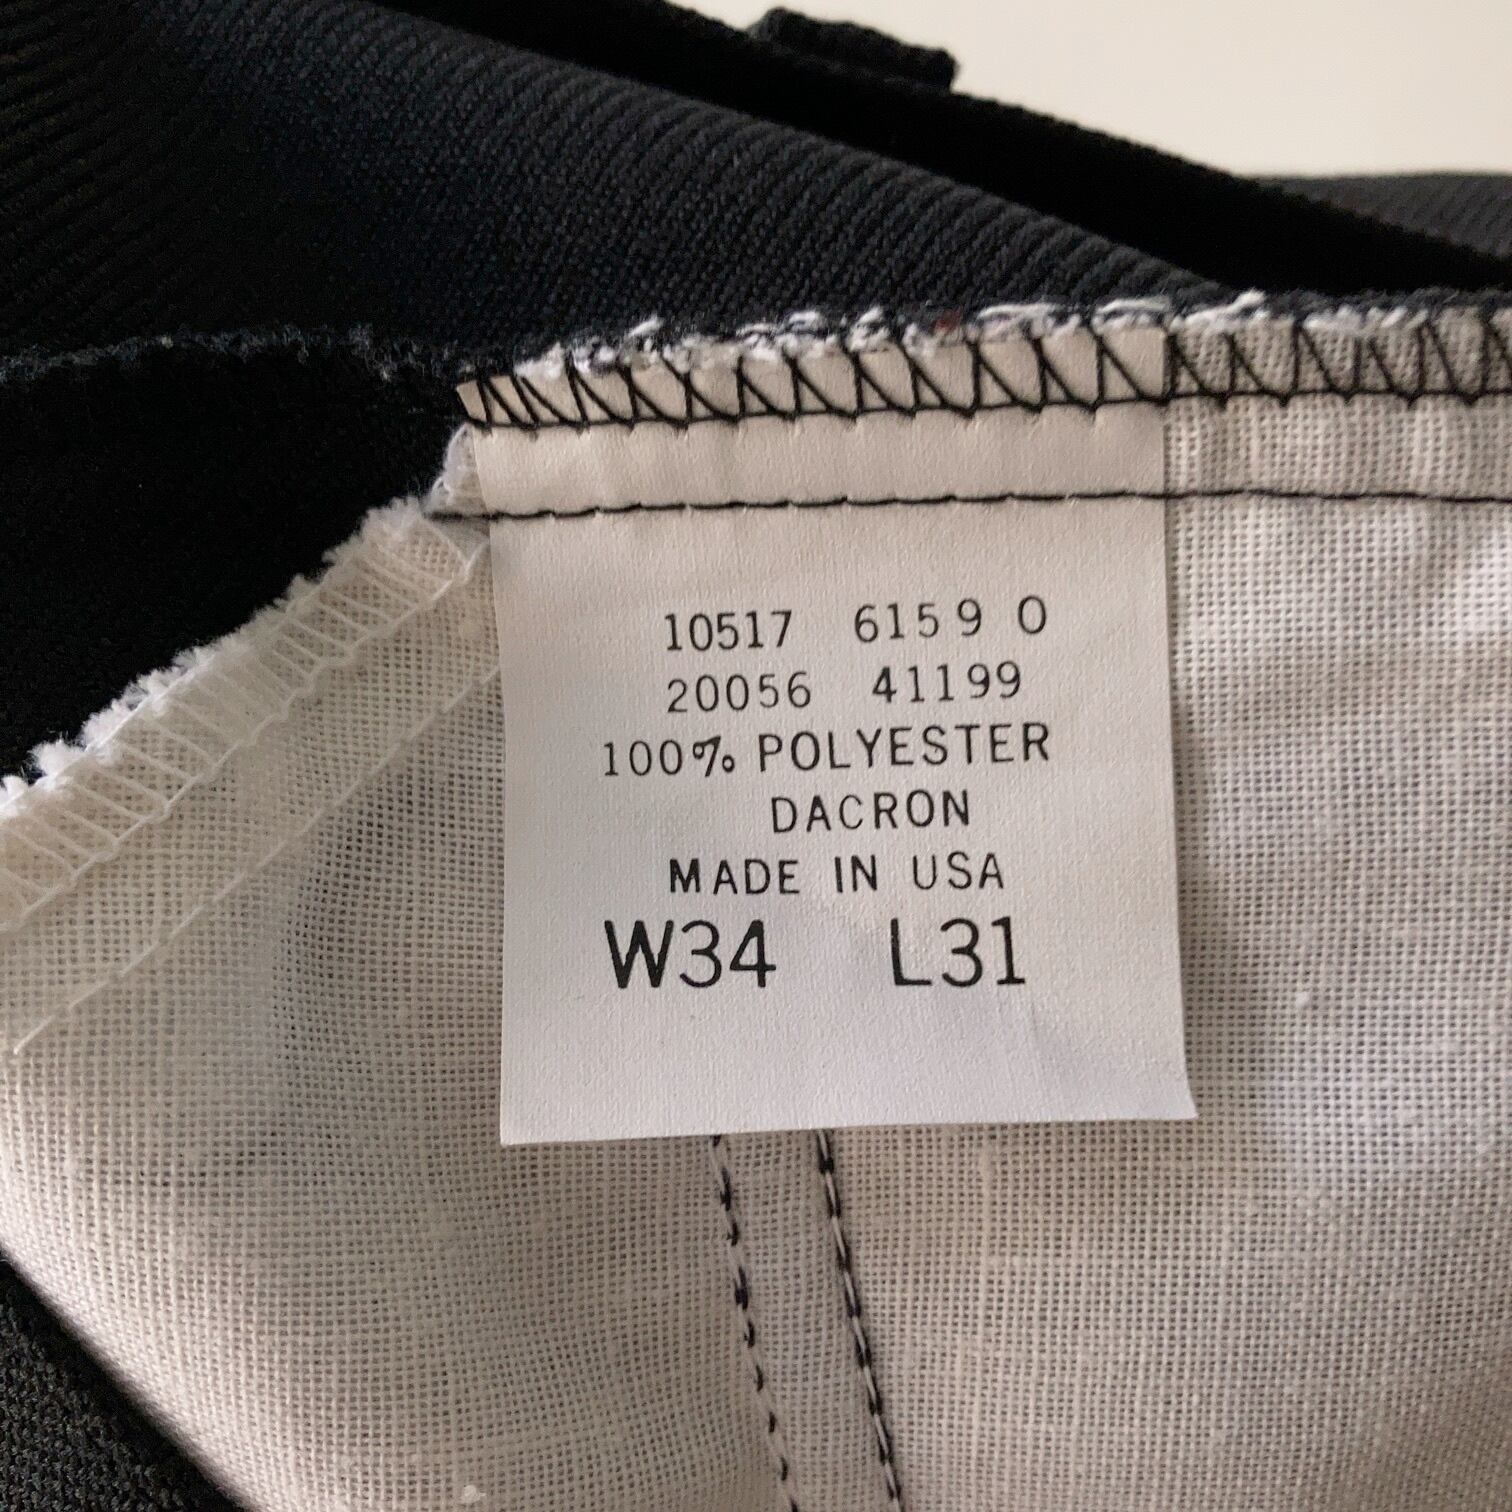 10517 6159 0
20056 41199
100% POLYESTER
DACRON
MADE IN USA
W34 L31